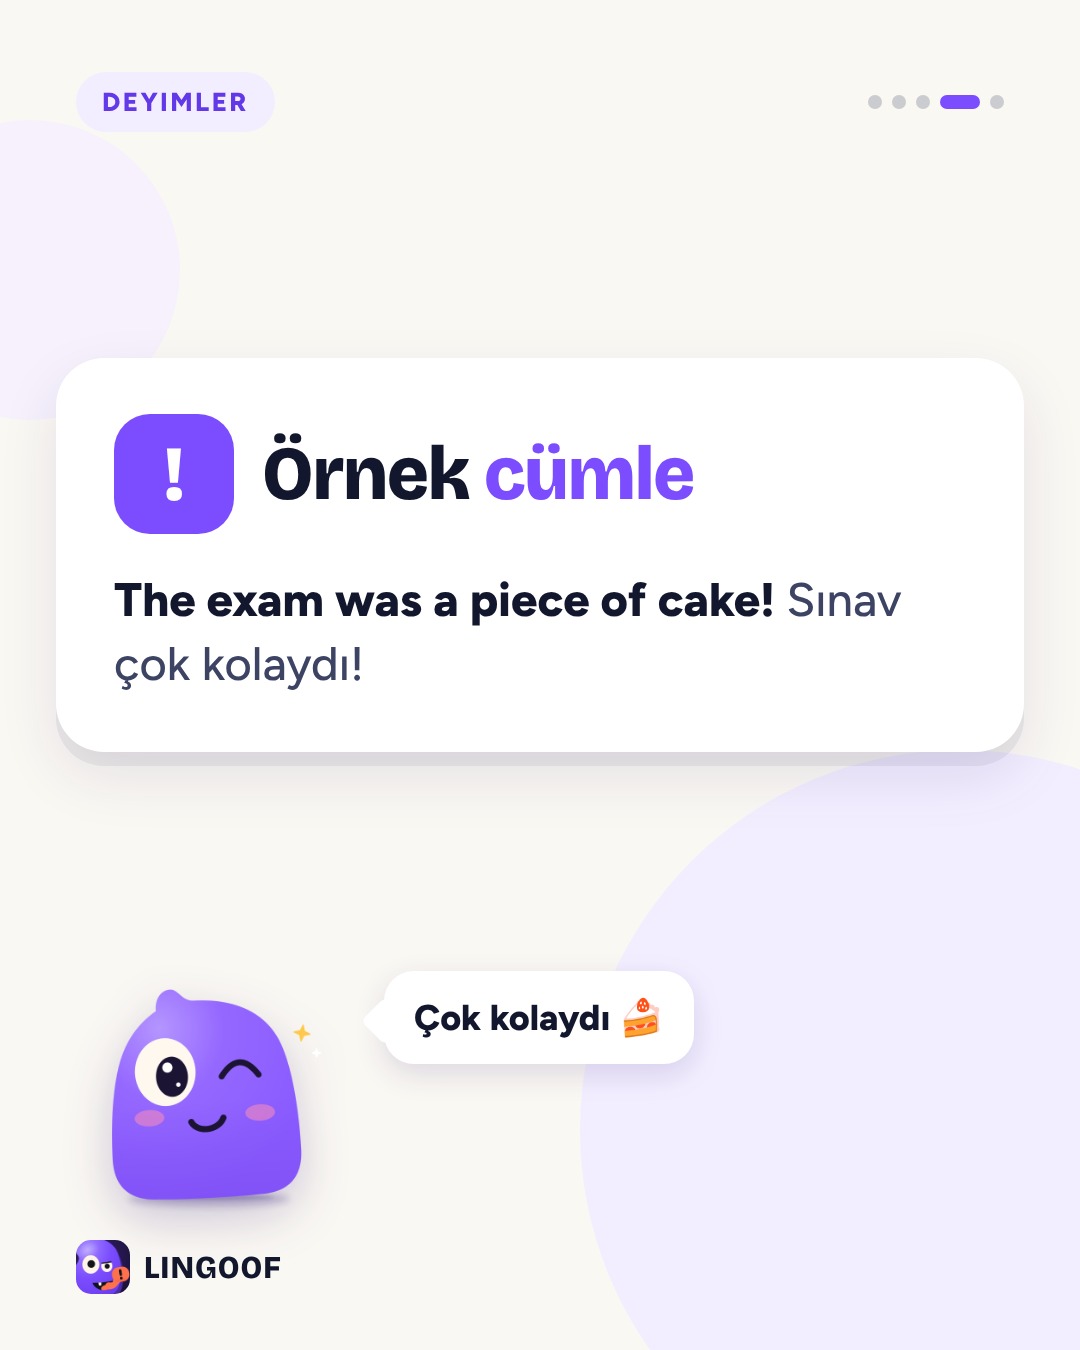 DEYIMLER
! Örnek cümle
The exam was a piece of cake! Sınav
çok kolaydı!
Çok kolaydı 🍰
LINGOOF